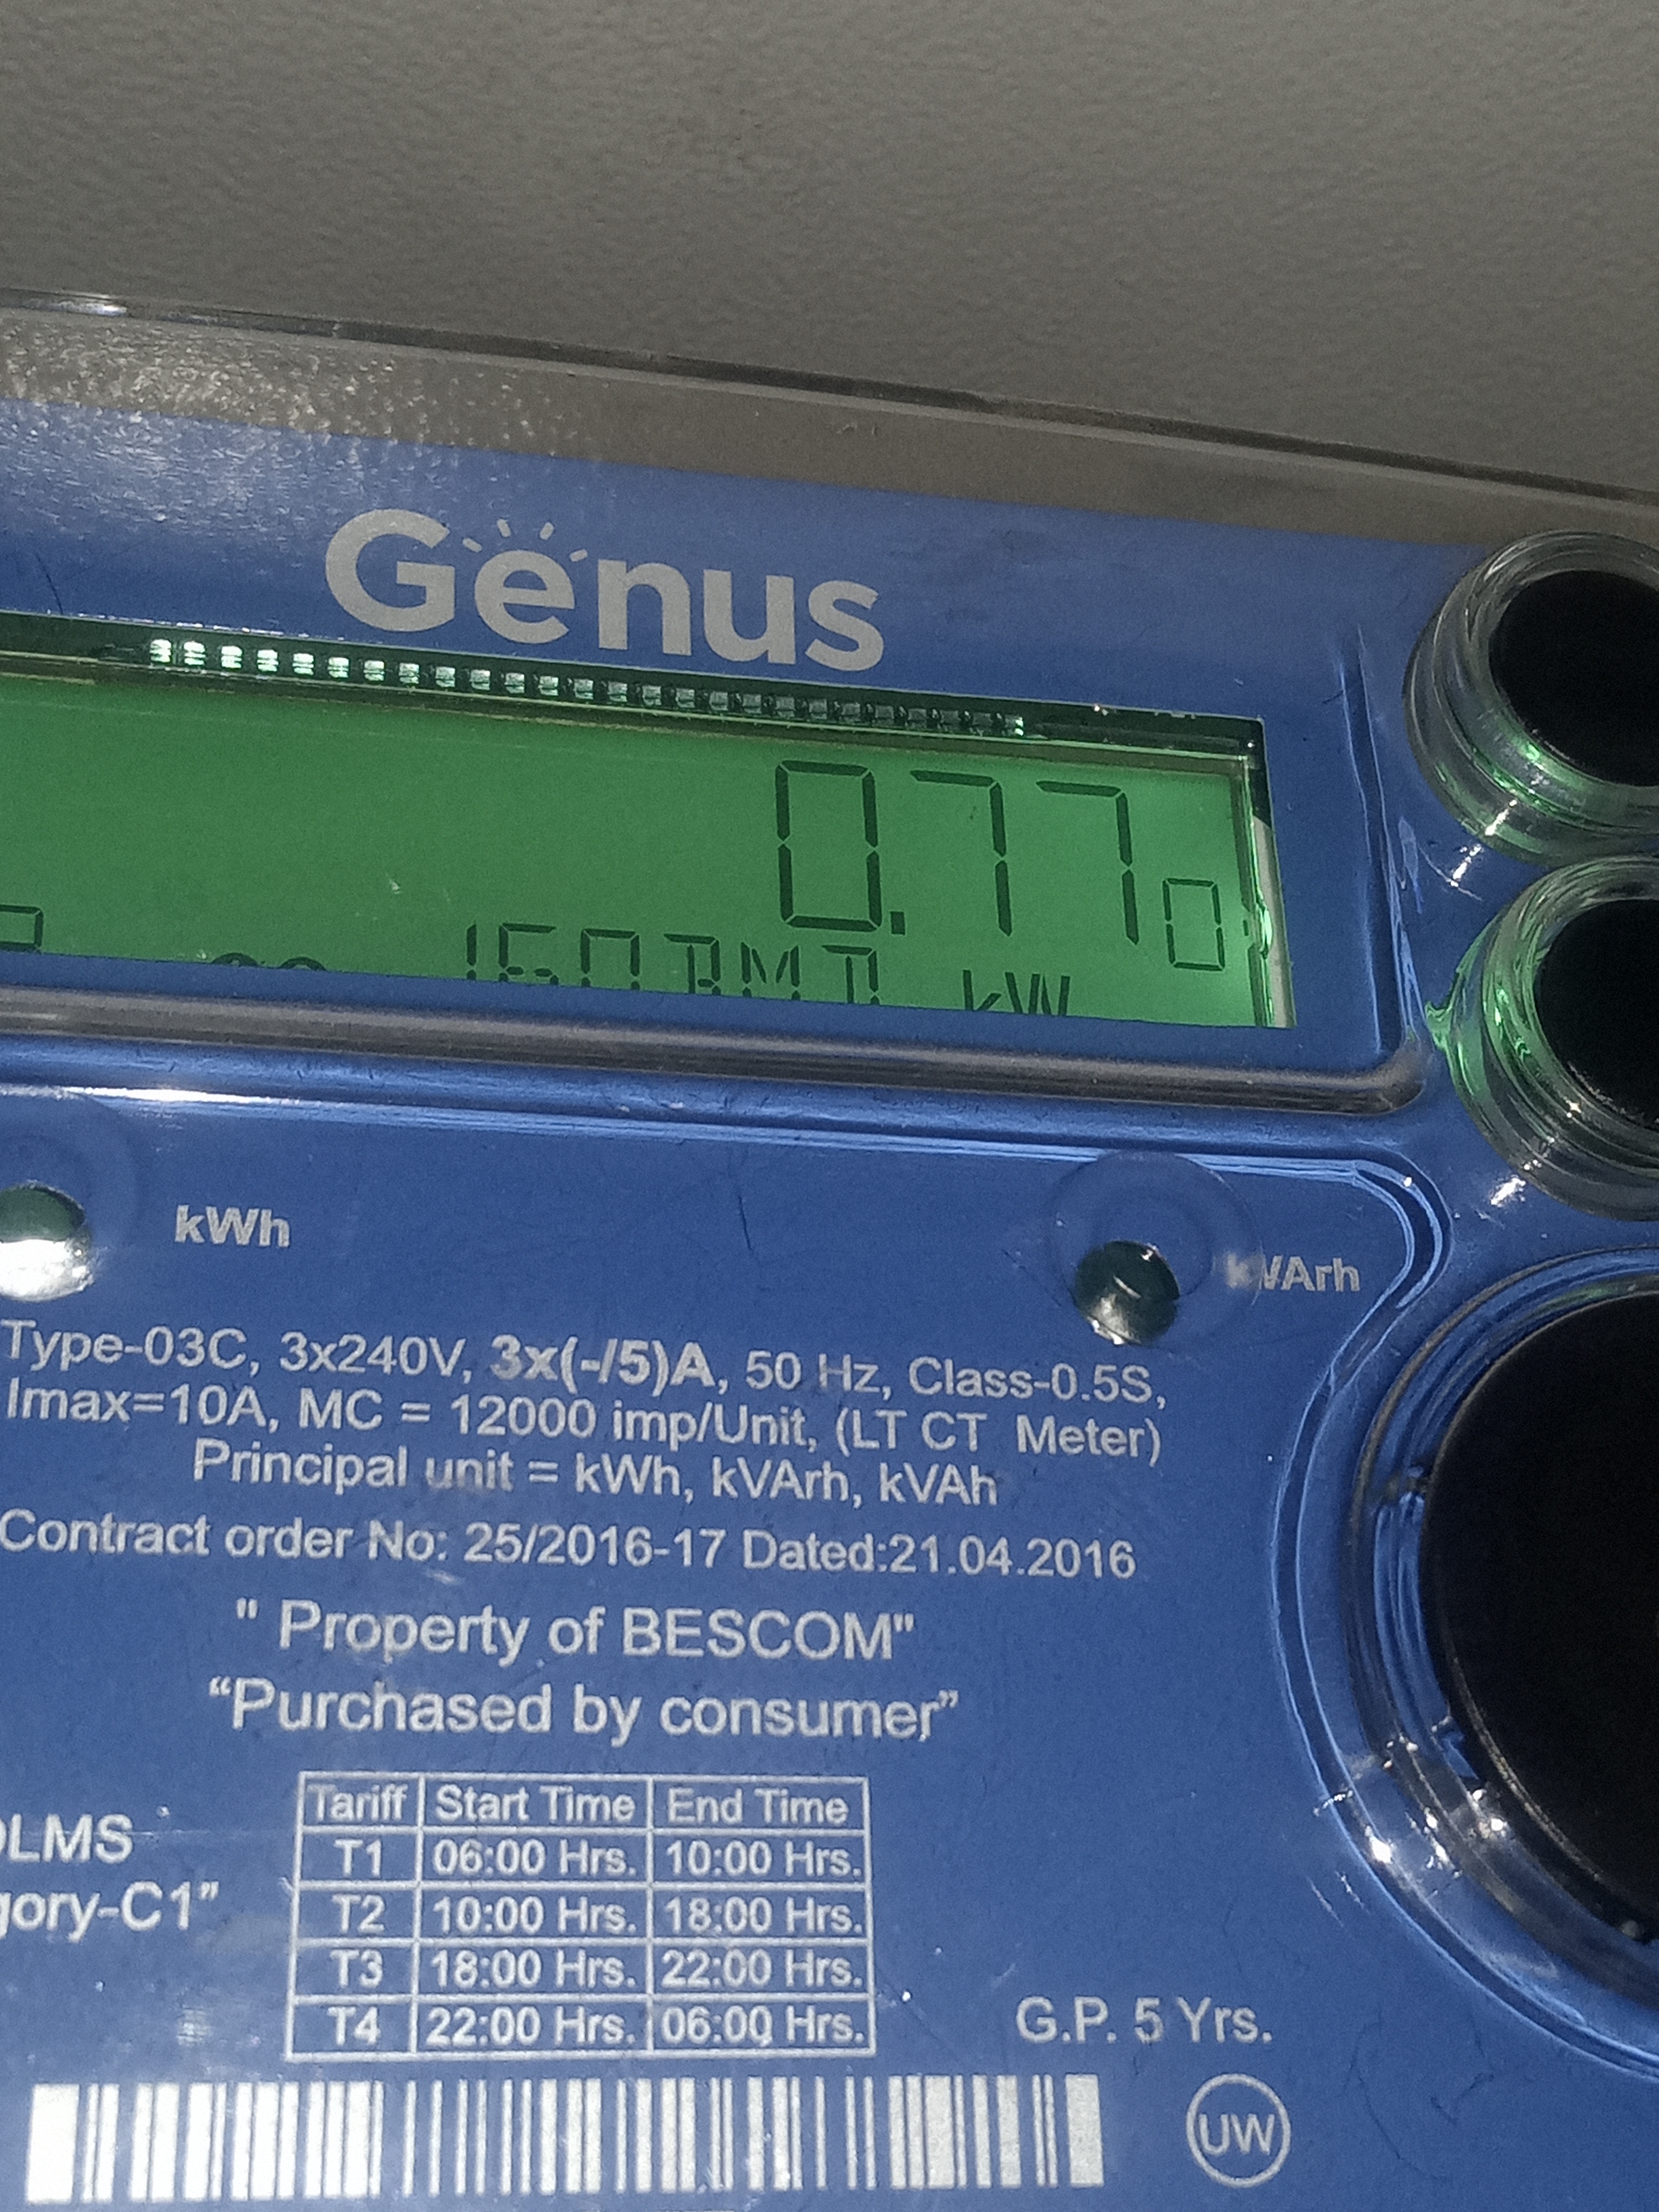 Genus
0.770
kW
kWh
kVArh
Type-03C, 3x240V, 3x(-/5)A, 50 Hz, Class-0.5S,
Imax=10A, MC = 12000 imp/Unit, (LT CT Meter)
Principal unit = kWh, kVArh, kVAh
Contract order No: 25/2016-17 Dated:21.04.2016
" Property of BESCOM"
“Purchased by consumer”
Tariff Start Time End Time
T1 06:00 Hrs. 10:00 Hrs.
T2 10:00 Hrs. 18:00 Hrs.
T3 18:00 Hrs. 22:00 Hrs.
T4 22:00 Hrs. 06:00 Hrs.
DLMS
gory-C1”
G.P. 5 Yrs.
UW